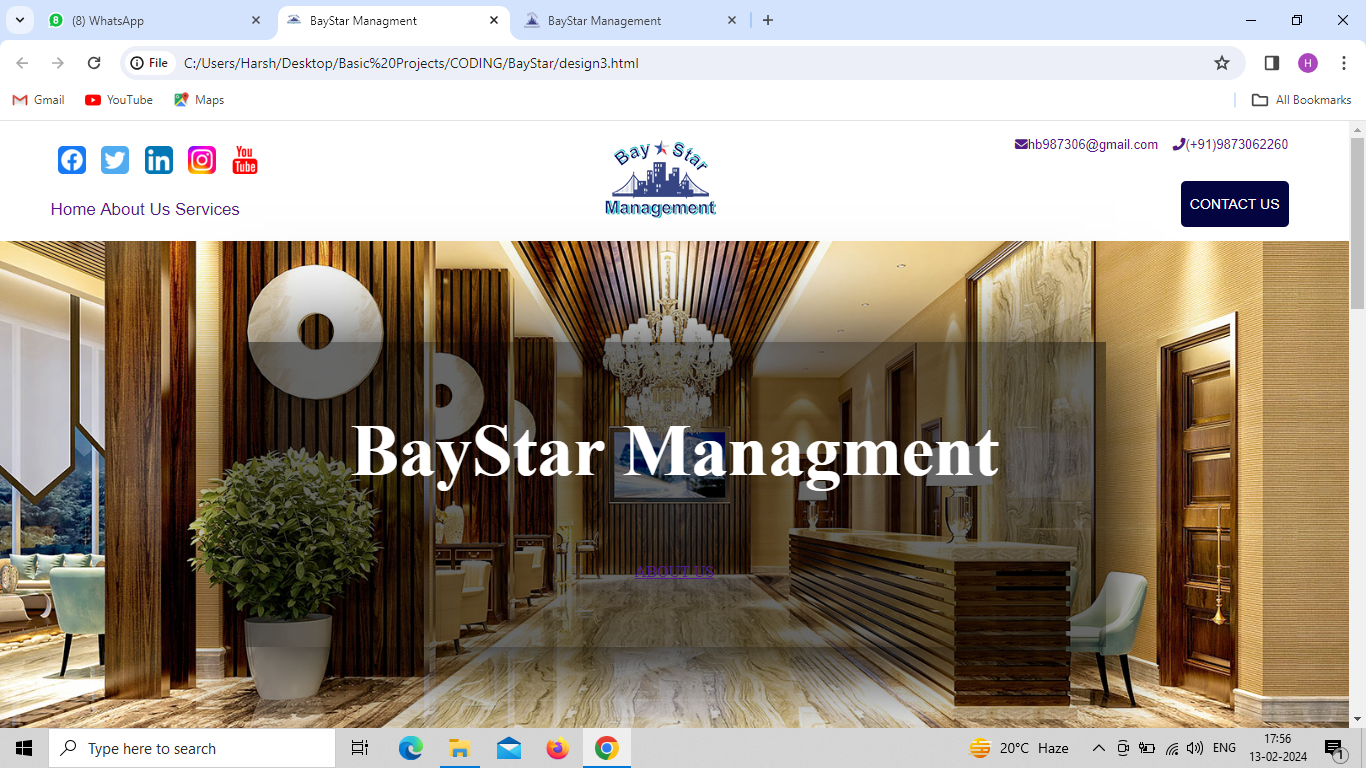 (8) WhatsApp
BayStar Managment
BayStar Management
File
C:/Users/Harsh/Desktop/Basic%20Projects/CODING/BayStar/design3.html
H
Gmail
YouTube
Maps
All Bookmarks
You
Tube
hb987306@gmail.com
(+91)9873062260
Bay Star
Management
Home About Us Services
CONTACT US
BayStar Managment
ABOUT US
Type here to search
20°C Haze
ENG
17:56
13-02-2024
1